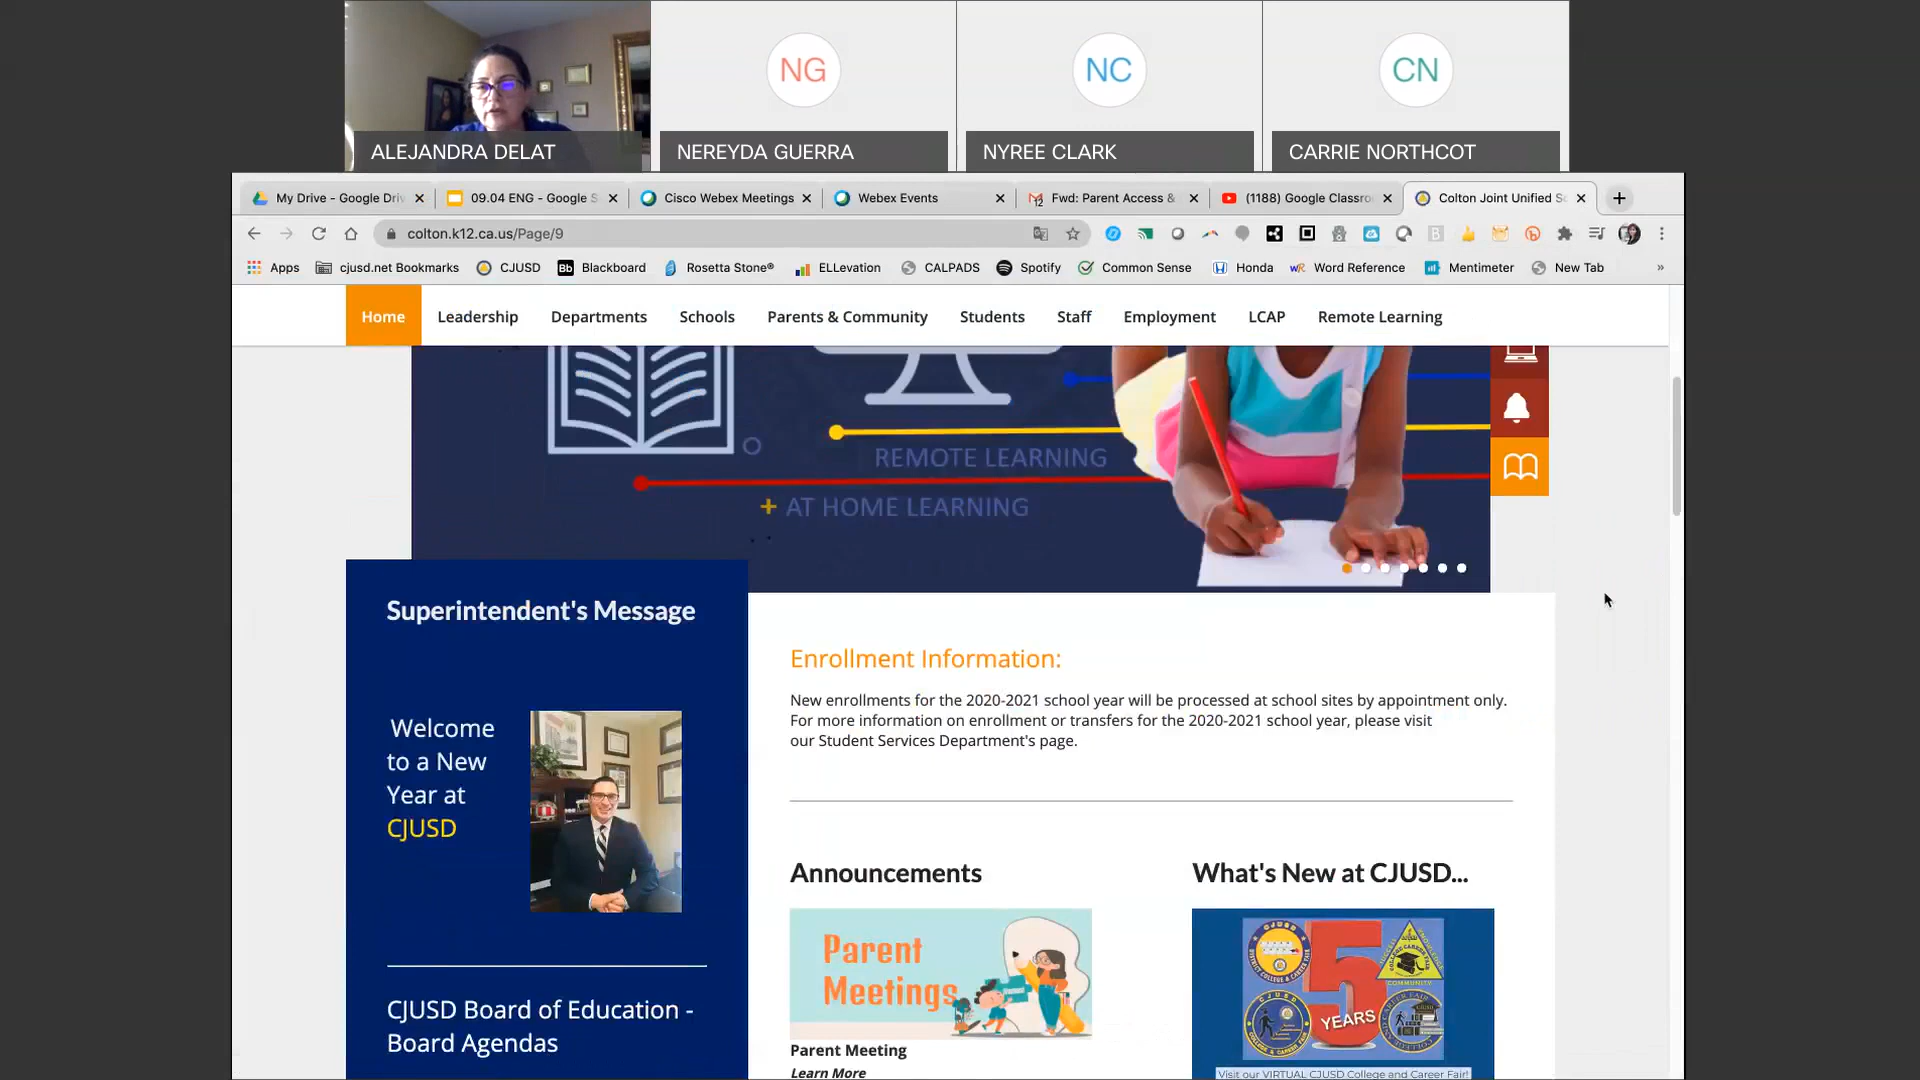 NG
NC
CN
ALEJANDRA DELAT
NEREYDA GUERRA
NYREE CLARK
CARRIE NORTHCOT
My Drive - Google Driv
09.04 ENG - Google S
Cisco Webex Meetings
Webex Events
Fwd: Parent Access &
(1188) Google Classro
Colton Joint Unified Sc
colton.k12.ca.us/Page/9
Apps
cjusd.net Bookmarks
CJUSD
Bb Blackboard
Rosetta Stone®
ELLevation
CALPADS
Spotify
Common Sense
Honda
WR Word Reference
Mentimeter
New Tab
»
Home
Leadership
Departments
Schools
Parents & Community
Students
Staff
Employment
LCAP
Remote Learning
REMOTE LEARNING
+ AT HOME LEARNING
Superintendent's Message
Welcome
to a New
Year at
CJUSD
CJUSD Board of Education -
Board Agendas
Enrollment Information:
New enrollments for the 2020-2021 school year will be processed at school sites by appointment only.
For more information on enrollment or transfers for the 2020-2021 school year, please visit
our Student Services Department's page.
Announcements
Parent
Meetings
Parent Meeting
Learn More
What's New at CJUSD...
CJUSD
5
YEARS
COMMUNITY
Visit our VIRTUAL CJUSD College and Career Fair!